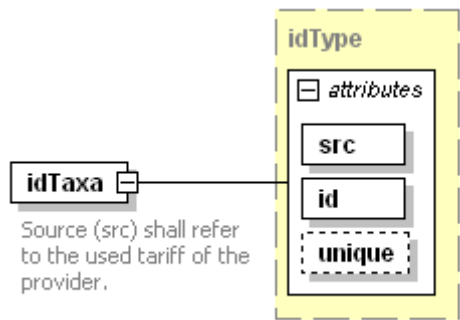 idType
attributes
src
idTaxa
id
Source (src) shall refer
to the used tariff of the
provider.
unique